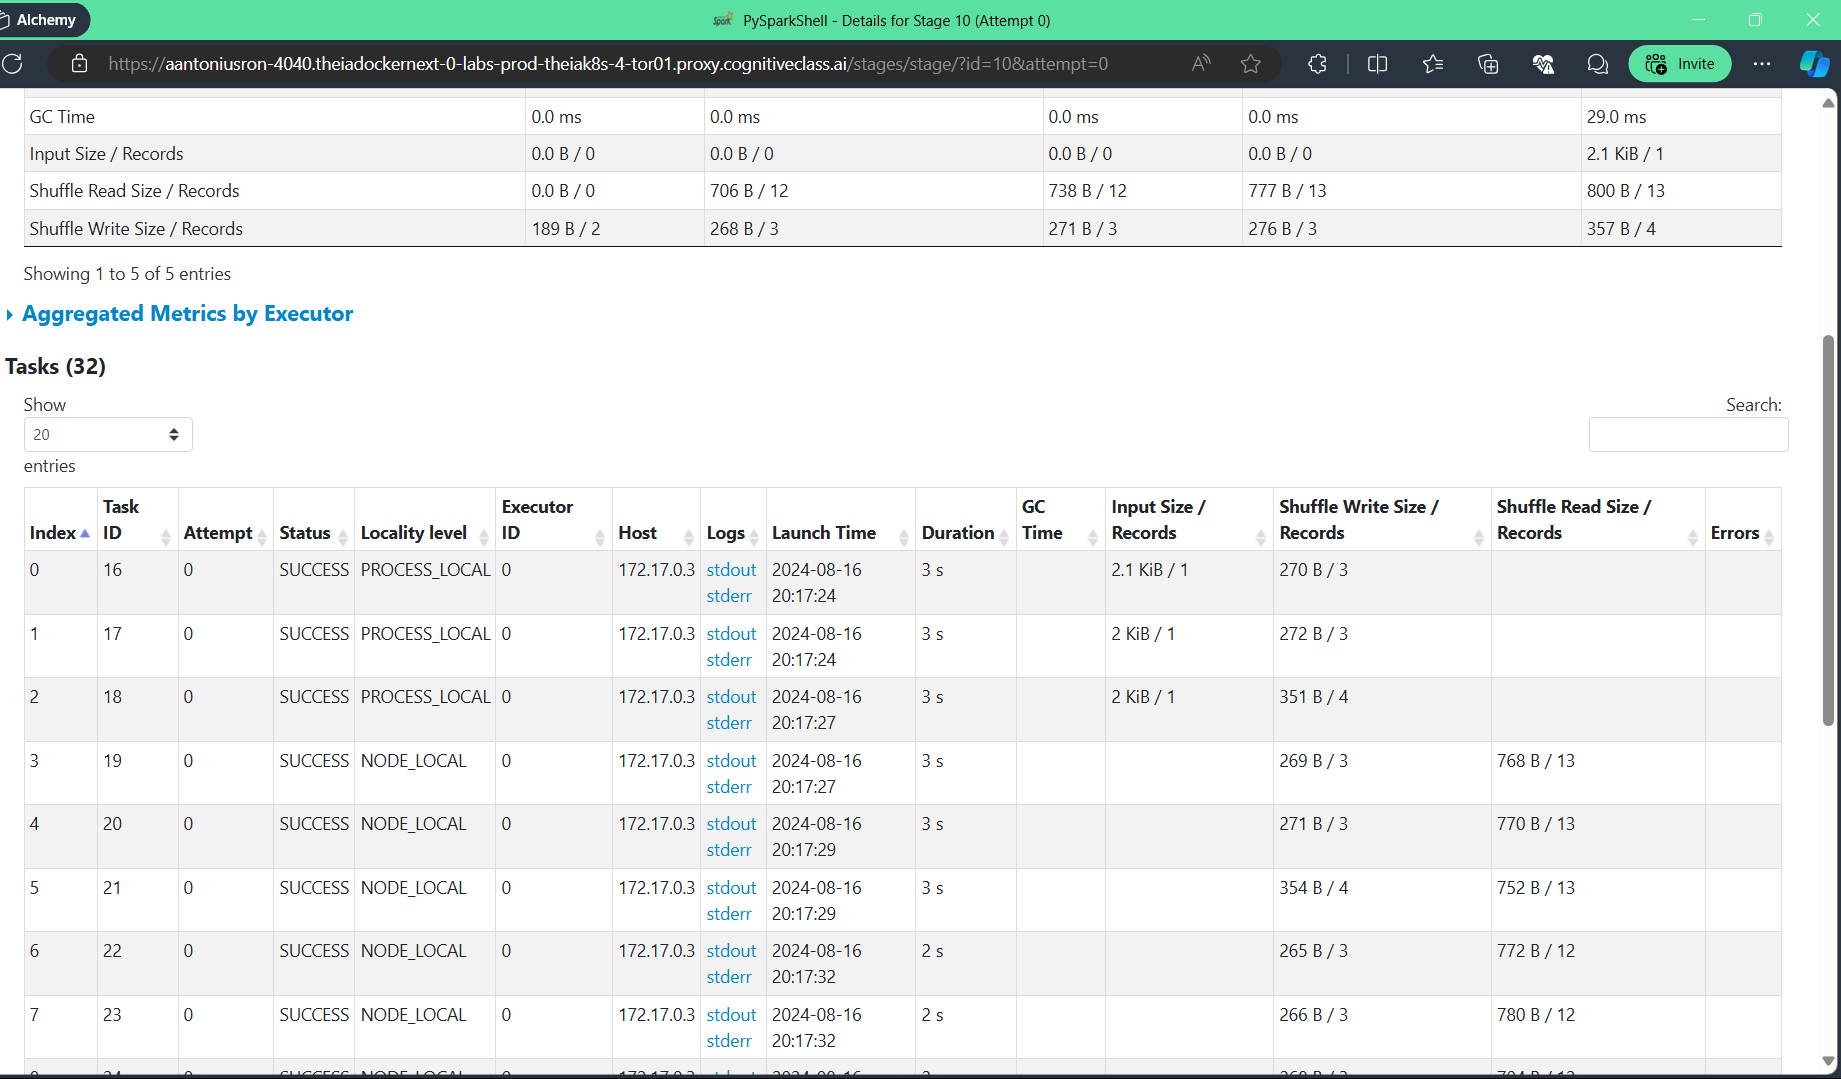 Alchemy
Spark PySparkShell - Details for Stage 10 (Attempt 0)
https://aantoniusron-4040.theiadockernext-0-labs-prod-theiak8s-4-tor01.proxy.cognitiveclass.ai/stages/stage/?id=10&attempt=0
Invite
GC Time 0.0 ms 0.0 ms 0.0 ms 0.0 ms 29.0 ms
Input Size / Records 0.0 B / 0 0.0 B / 0 0.0 B / 0 0.0 B / 0 2.1 KiB / 1
Shuffle Read Size / Records 0.0 B / 0 706 B / 12 738 B / 12 777 B / 13 800 B / 13
Shuffle Write Size / Records 189 B / 2 268 B / 3 271 B / 3 276 B / 3 357 B / 4
Showing 1 to 5 of 5 entries
Aggregated Metrics by Executor
Tasks (32)
Show
Search:
20
entries
Index Task ID Attempt Status Locality level Executor ID Host Logs Launch Time Duration GC Time Input Size / Records Shuffle Write Size / Records Shuffle Read Size / Records Errors
0 16 0 SUCCESS PROCESS_LOCAL 0 172.17.0.3 stdout 2024-08-16 3 s 2.1 KiB / 1 270 B / 3
stderr 20:17:24
1 17 0 SUCCESS PROCESS_LOCAL 0 172.17.0.3 stdout 2024-08-16 3 s 2 KiB / 1 272 B / 3
stderr 20:17:24
2 18 0 SUCCESS PROCESS_LOCAL 0 172.17.0.3 stdout 2024-08-16 3 s 2 KiB / 1 351 B / 4
stderr 20:17:27
3 19 0 SUCCESS NODE_LOCAL 0 172.17.0.3 stdout 2024-08-16 3 s 269 B / 3 768 B / 13
stderr 20:17:27
4 20 0 SUCCESS NODE_LOCAL 0 172.17.0.3 stdout 2024-08-16 3 s 271 B / 3 770 B / 13
stderr 20:17:29
5 21 0 SUCCESS NODE_LOCAL 0 172.17.0.3 stdout 2024-08-16 3 s 354 B / 4 752 B / 13
stderr 20:17:29
6 22 0 SUCCESS NODE_LOCAL 0 172.17.0.3 stdout 2024-08-16 2 s 265 B / 3 772 B / 12
stderr 20:17:32
7 23 0 SUCCESS NODE_LOCAL 0 172.17.0.3 stdout 2024-08-16 2 s 266 B / 3 780 B / 12
stderr 20:17:32